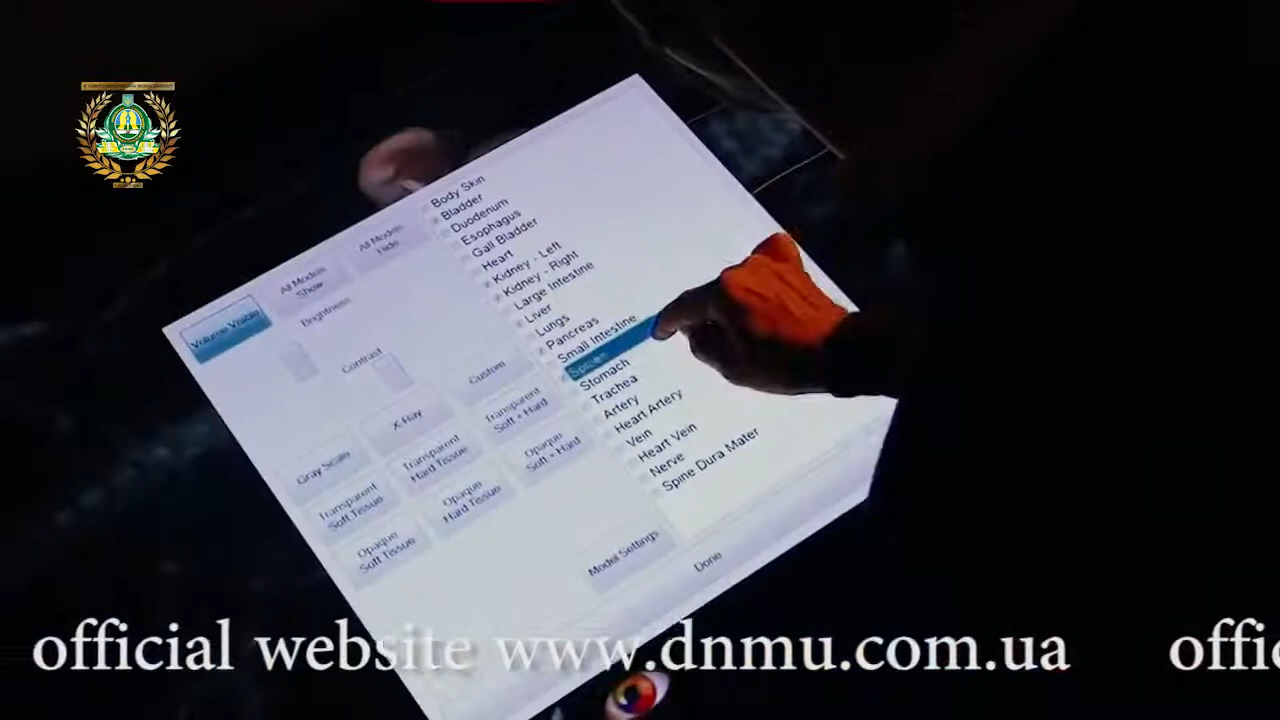 Body Skin
Bladder
Duodenum
Esophagus
Gall Bladder
Heart
Kidney - Left
Kidney - Right
Large Intestine
Liver
Lungs
Pancreas
Small Intestine
Spleen
Stomach
Trachea
Artery
Heart Artery
Vein
Heart Vein
Nerve
Spine Dura Mater
All Models
Hide
All Models
Show
Volume Visible
Brightness
Contrast
Custom
X-Ray
Gray Scale
Transparent
Soft + Hard
Transparent
Hard Tissue
Transparent
Soft Tissue
Opaque
Soft + Hard
Opaque
Hard Tissue
Opaque
Soft Tissue
Model Settings
Done
official website www.dnmu.com.ua
offic